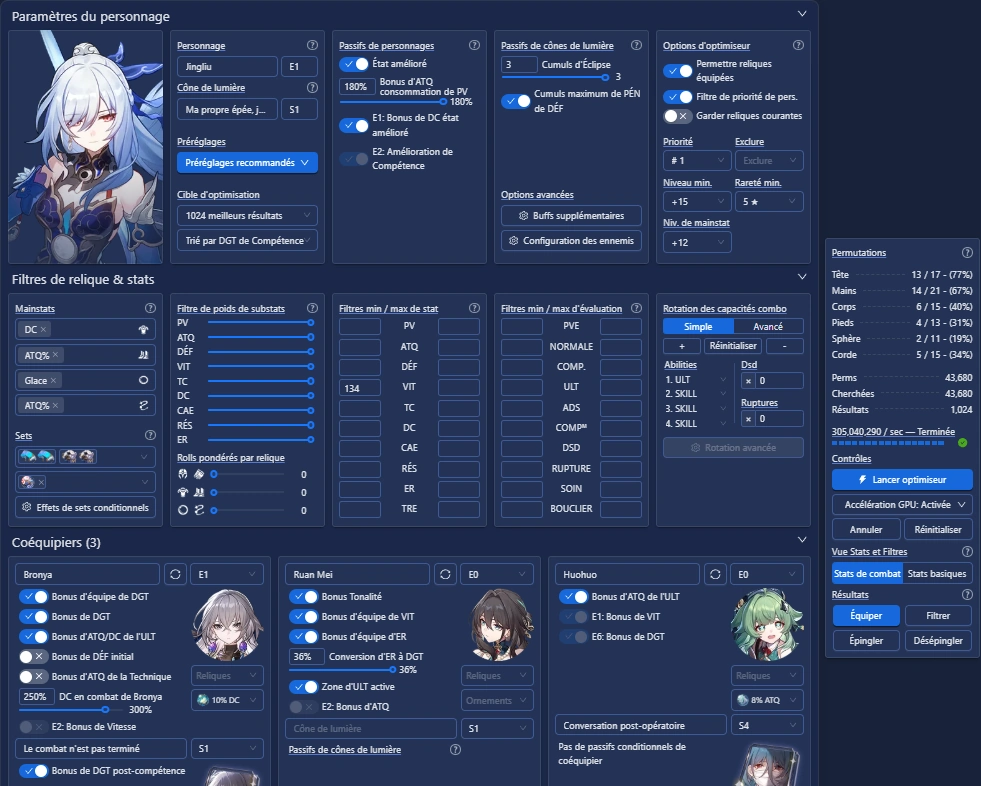 Paramètres du personnage
Personnage
Jingliu
E1
Cône de lumière
Ma propre épée, j...
S1
Préréglages
Préréglages recommandés
Cible d'optimisation
1024 meilleurs résultats
Trié par DGT de Compétence
Passifs de personnages
État amélioré
180%
Bonus d'ATQ
consommation de PV
180%
E1: Bonus de DC état
amélioré
E2: Amélioration de
Compétence
Passifs de cônes de lumière
3
Cumuls d'Éclipse
3
Cumuls maximum de PÉN
de DÉF
Options avancées
Buffs supplémentaires
Configuration des ennemis
Options d'optimiseur
Permettre reliques
équipées
Filtre de priorité de pers.
Garder reliques courantes
Priorité
Exclure
# 1
Exclure
Niveau min.
Rareté min.
+15
5 ★
Niv. de mainstat
+12
Filtres de relique & stats
Mainstats
DC ×
ATQ% ×
Glace ×
ATQ% ×
Sets
Effets de sets conditionnels
Filtre de poids de substats
PV
ATQ
DÉF
VIT
TC
DC
CAE
RÉS
ER
Rolls pondérés par relique
0
0
0
Filtres min / max de stat
PV
ATQ
DÉF
134
VIT
TC
DC
CAE
RÉS
ER
TRE
Filtres min / max d'évaluation
PVE
NORMALE
COMP.
ULT
ADS
COMPᴹ
DSD
RUPTURE
SOIN
BOUCLIER
Rotation des capacités combo
Simple
Avancé
+
Réinitialiser
-
Abilities
1. ULT
2. SKILL
3. SKILL
4. SKILL
Dsd
× 0
Ruptures
× 0
Rotation avancée
Coéquipiers (3)
Bronya
E1
Bonus d'équipe de DGT
Bonus de DGT
Bonus d'ATQ/DC de l'ULT
Bonus de DÉF initial
Bonus d'ATQ de la Technique
250%
DC en combat de Bronya
300%
E2: Bonus de Vitesse
Reliques
10% DC
Le combat n'est pas terminé
S1
Bonus de DGT post-compétence
Ruan Mei
E0
Bonus Tonalité
Bonus d'équipe de VIT
Bonus d'équipe d'ER
36%
Conversion d'ER à DGT
36%
Zone d'ULT active
E2: Bonus d'ATQ
Reliques
Ornements
Cône de lumière
S1
Passifs de cônes de lumière
Huohuo
E0
Bonus d'ATQ de l'ULT
E1: Bonus de VIT
E6: Bonus de DGT
Reliques
8% ATQ
Conversation post-opératoire
S4
Pas de passifs conditionnels de
coéquipier
Permutations
Tête 13 / 17 - (77%)
Mains 14 / 21 - (67%)
Corps 6 / 15 - (40%)
Pieds 4 / 13 - (31%)
Sphère 2 / 11 - (19%)
Corde 5 / 15 - (34%)
Perms 43,680
Cherchées 43,680
Résultats 1,024
305,040,290 / sec — Terminée
Contrôles
Lancer optimiseur
Accélération GPU: Activée
Annuler
Réinitialiser
Vue Stats et Filtres
Stats de combat
Stats basiques
Résultats
Équiper
Filtrer
Épingler
Désépingler